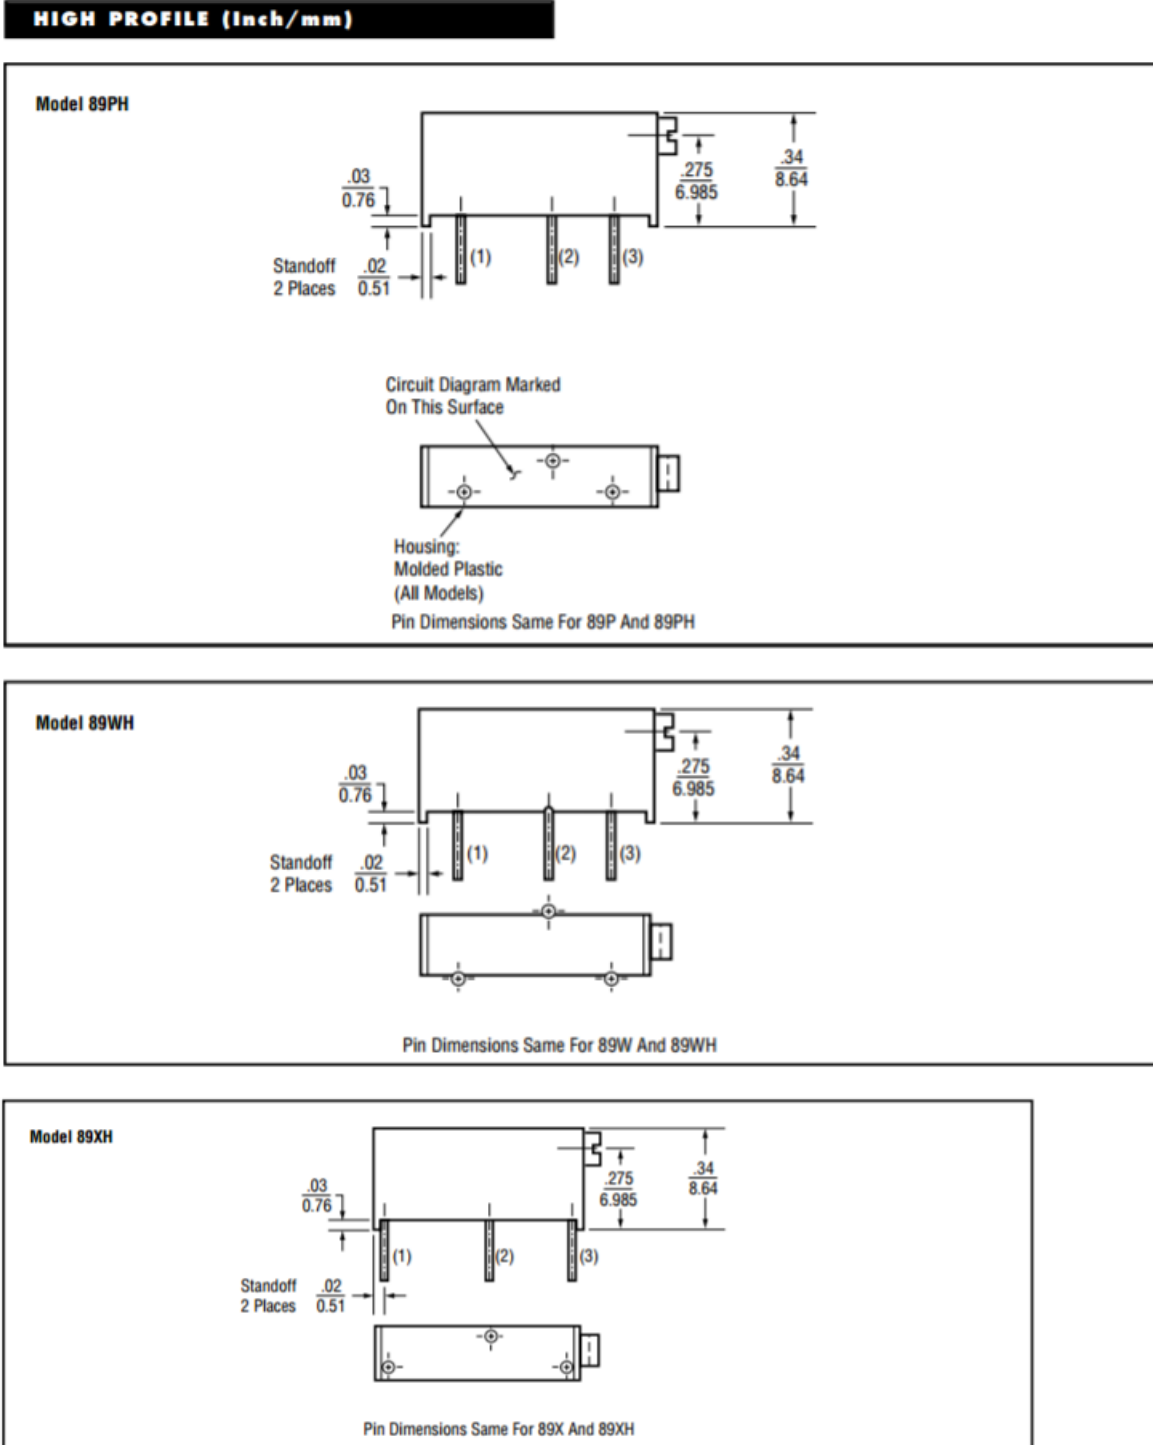 HIGH PROFILE (Inch/mm)
Model 89PH
.03
0.76
.275
6.985
.34
8.64
(1)
(2)
(3)
Standoff
2 Places
.02
0.51
Circuit Diagram Marked
On This Surface
Housing:
Molded Plastic
(All Models)
Pin Dimensions Same For 89P And 89PH
Model 89WH
.03
0.76
.275
6.985
.34
8.64
(1)
(2)
(3)
Standoff
2 Places
.02
0.51
Pin Dimensions Same For 89W And 89WH
Model 89XH
.03
0.76
.275
6.985
.34
8.64
(1)
(2)
(3)
Standoff
2 Places
.02
0.51
Pin Dimensions Same For 89X And 89XH